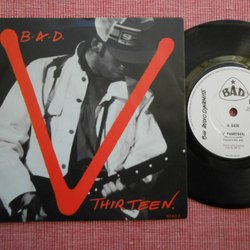 B.A.D.
V
THIRTEEN.
BAD
BIG AUDIO DYNAMITE
A SIDE
V. THIRTEEN